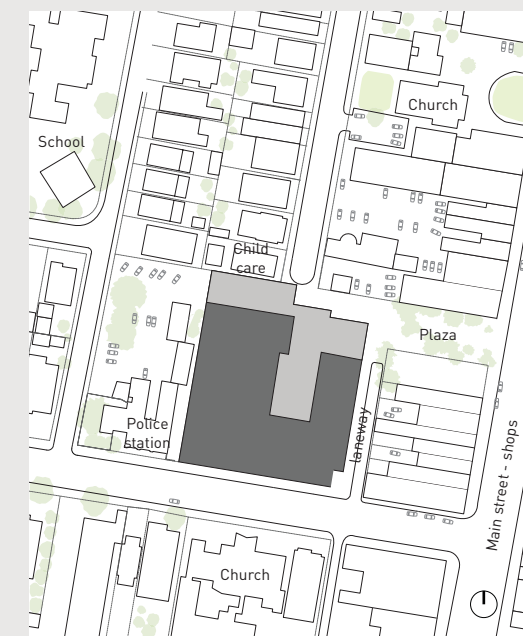 Church
School
Child
care
Plaza
laneway
Police
station
Main street - shops
Church